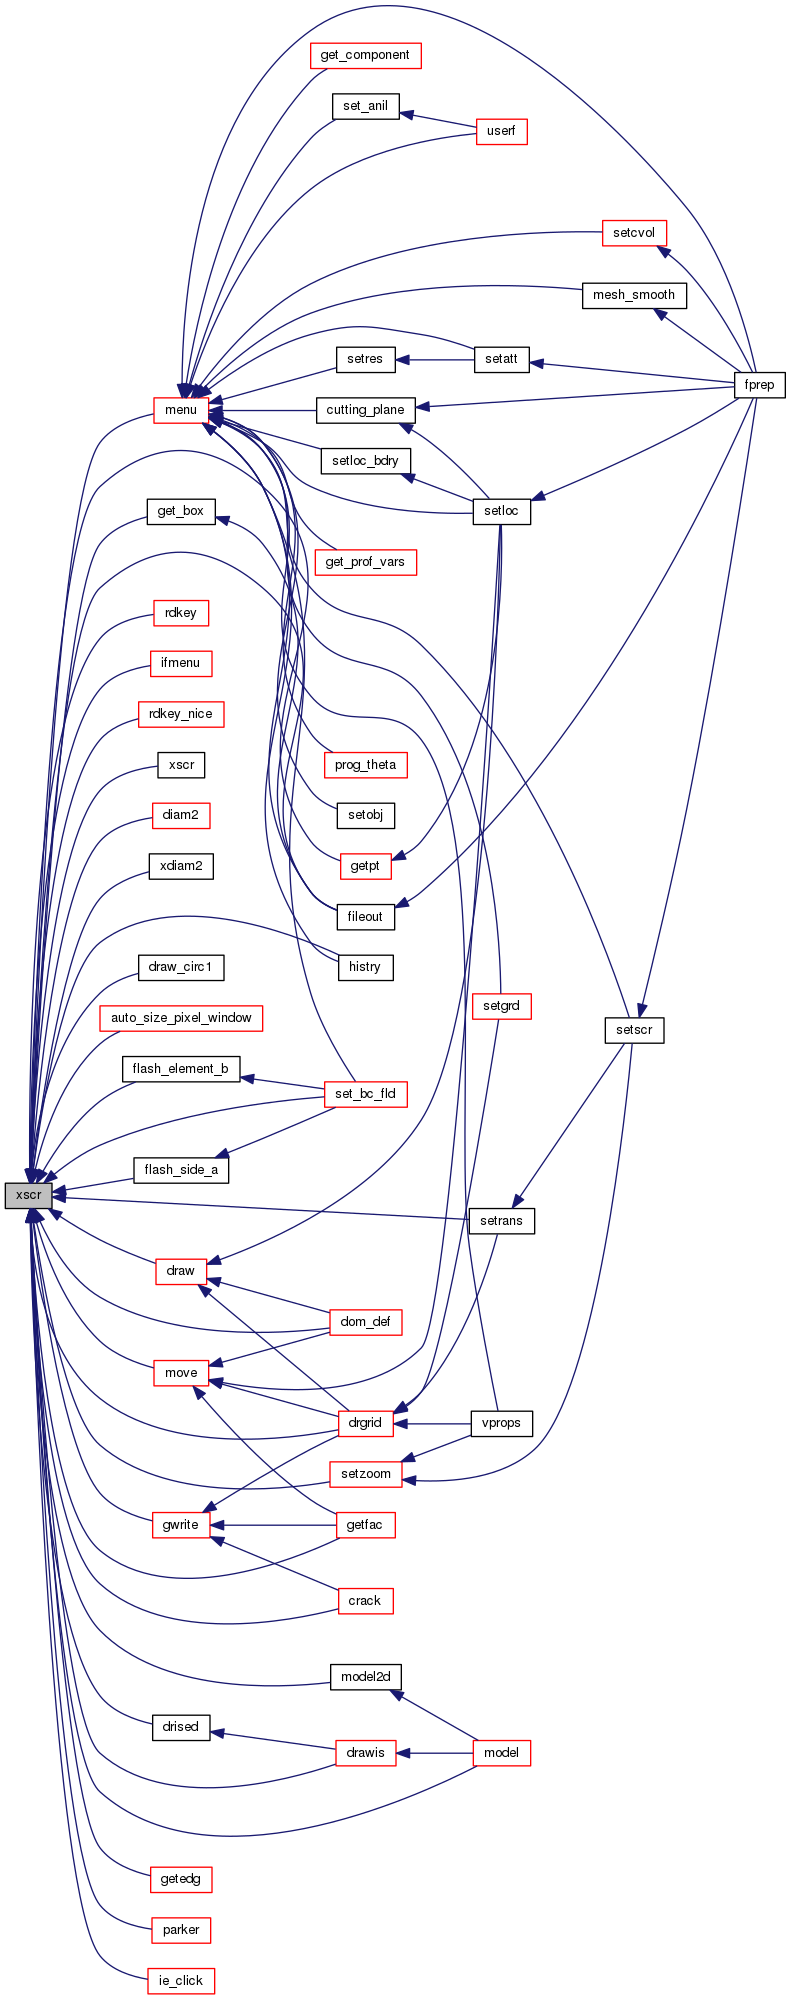 get_component
set_anil
userf
setcvol
mesh_smooth
setres
setatt
fprep
menu
cutting_plane
setloc_bdry
get_box
setloc
get_prof_vars
rdkey
ifmenu
rdkey_nice
xscr
prog_theta
diam2
setobj
xdiam2
getpt
fileout
draw_circ1
histry
auto_size_pixel_window
setgrd
setscr
flash_element_b
set_bc_fld
flash_side_a
xscr
setrans
draw
dom_def
move
drgrid
vprops
setzoom
gwrite
getfac
crack
model2d
drised
drawis
model
getedg
parker
ie_click